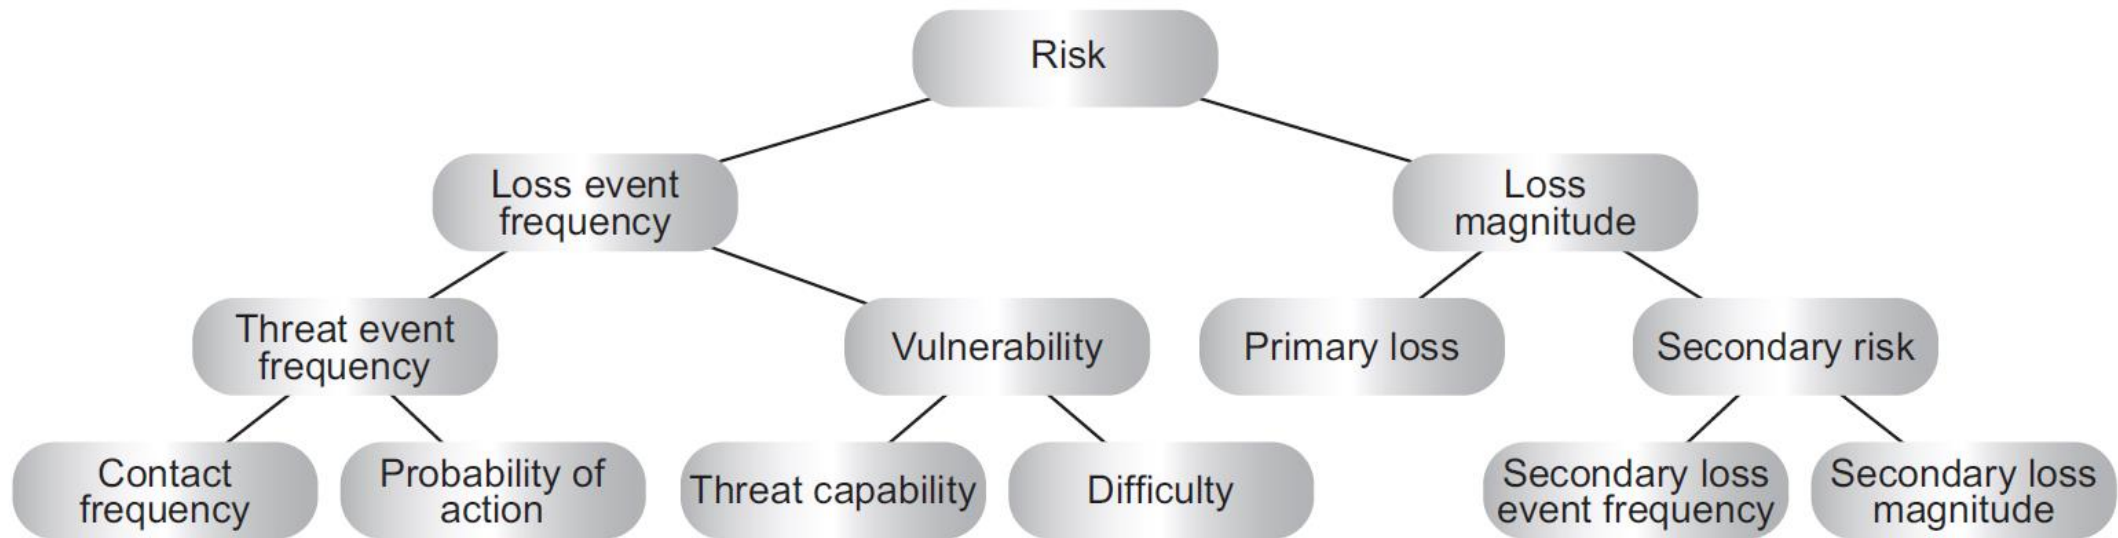 Risk
Loss event
frequency
Loss
magnitude
Threat event
frequency
Vulnerability
Primary loss
Secondary risk
Contact
frequency
Probability of
action
Threat capability
Difficulty
Secondary loss
event frequency
Secondary loss
magnitude